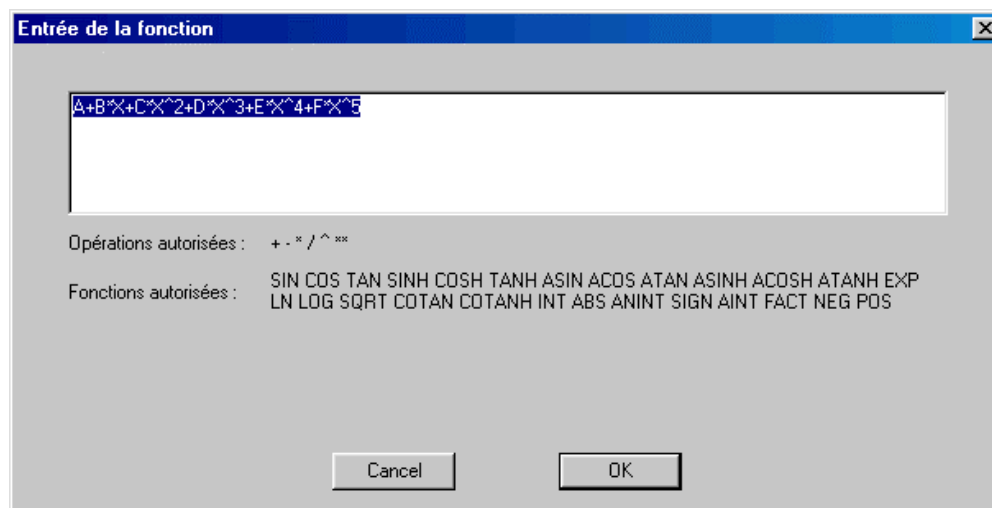 Entrée de la fonction
A+B*X+C*X^2+D*X^3+E*X^4+F*X^5
Opérations autorisées : + - * / ^ **
Fonctions autorisées : SIN COS TAN SINH COSH TANH ASIN ACOS ATAN ASINH ACOSH ATANH EXP
LN LOG SQRT COTAN COTANH INT ABS ANINT SIGN AINT FACT NEG POS
Cancel OK